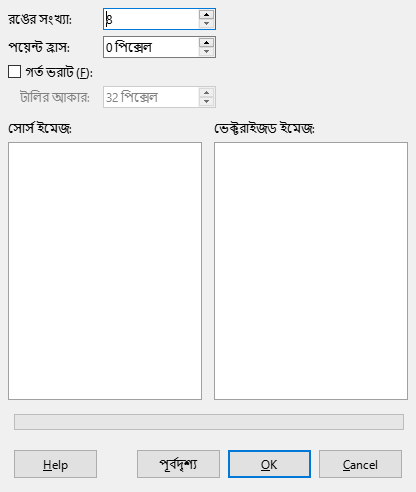 রঙের সংখ্যা: 8
পয়েন্ট হ্রাস: 0 পিক্সেল
গর্ত ভরাট (F):
টালির আকার: 32 পিক্সেল
সোর্স ইমেজ: ভেক্টরাইজড ইমেজ:
Help পূর্বদৃশ্য OK Cancel